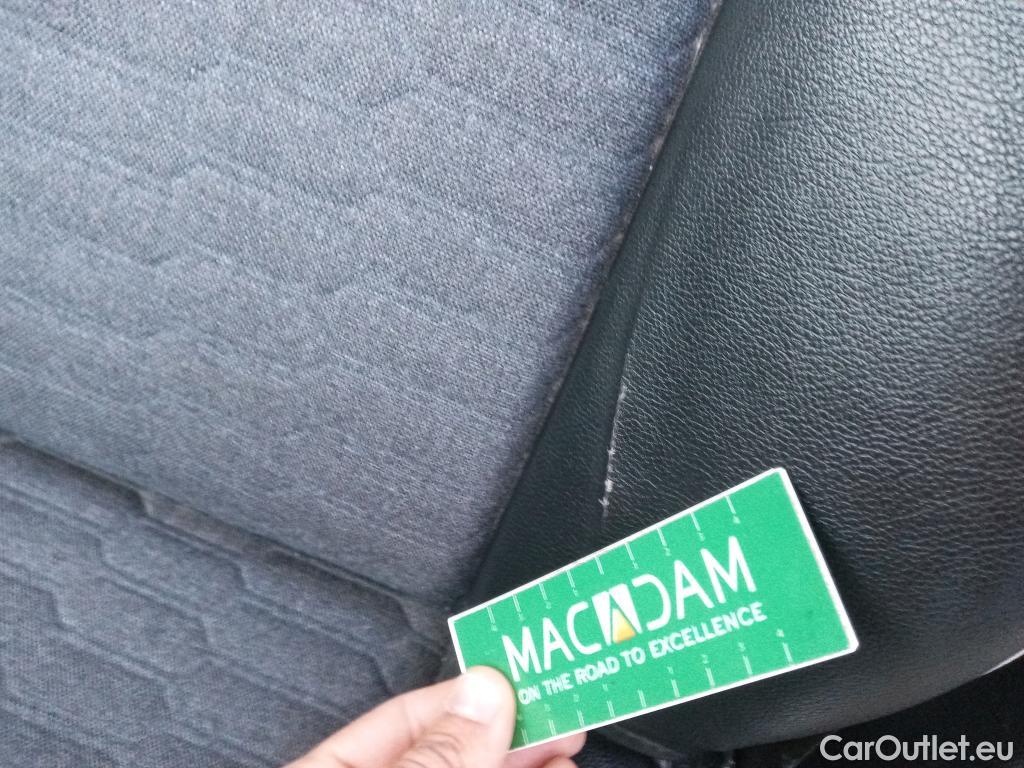 MACADAM
ON THE ROAD TO EXCELLENCE
CarOutlet.eu